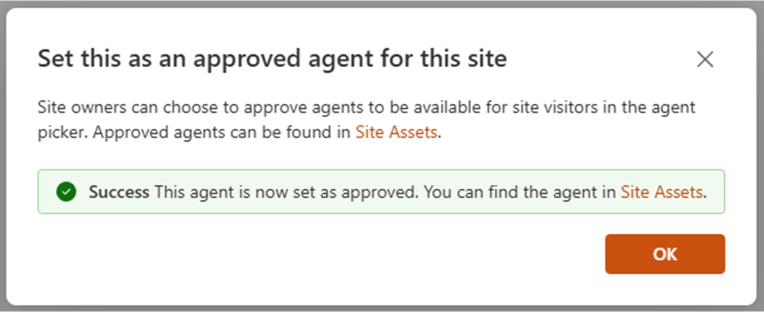 Set this as an approved agent for this site
Site owners can choose to approve agents to be available for site visitors in the agent
picker. Approved agents can be found in Site Assets.
Success This agent is now set as approved. You can find the agent in Site Assets.
OK